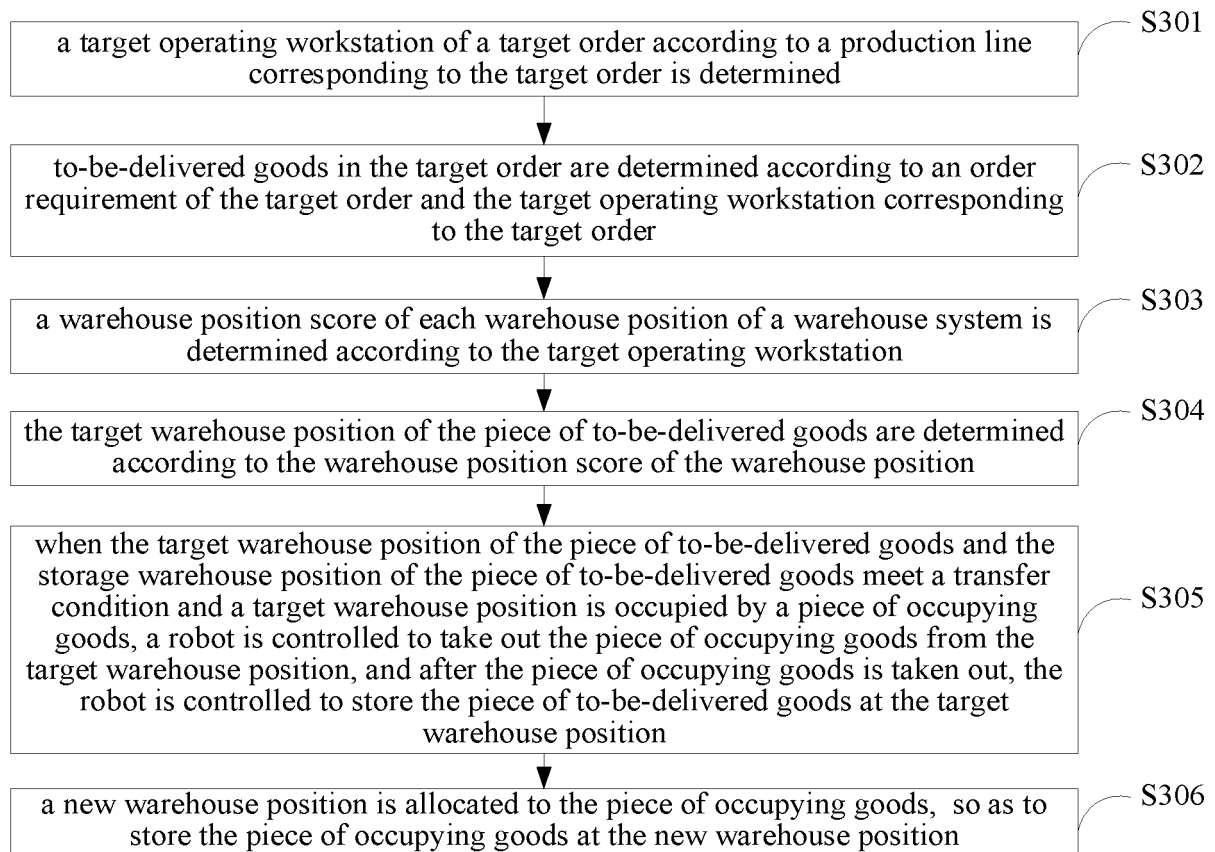 S301
a target operating workstation of a target order according to a production line
corresponding to the target order is determined
S302
to-be-delivered goods in the target order are determined according to an order
requirement of the target order and the target operating workstation corresponding
to the target order
S303
a warehouse position score of each warehouse position of a warehouse system is
determined according to the target operating workstation
S304
the target warehouse position of the piece of to-be-delivered goods are determined
according to the warehouse position score of the warehouse position
S305
when the target warehouse position of the piece of to-be-delivered goods and the
storage warehouse position of the piece of to-be-delivered goods meet a transfer
condition and a target warehouse position is occupied by a piece of occupying
goods, a robot is controlled to take out the piece of occupying goods from the
target warehouse position, and after the piece of occupying goods is taken out, the
robot is controlled to store the piece of to-be-delivered goods at the target
warehouse position
S306
a new warehouse position is allocated to the piece of occupying goods, so as to
store the piece of occupying goods at the new warehouse position